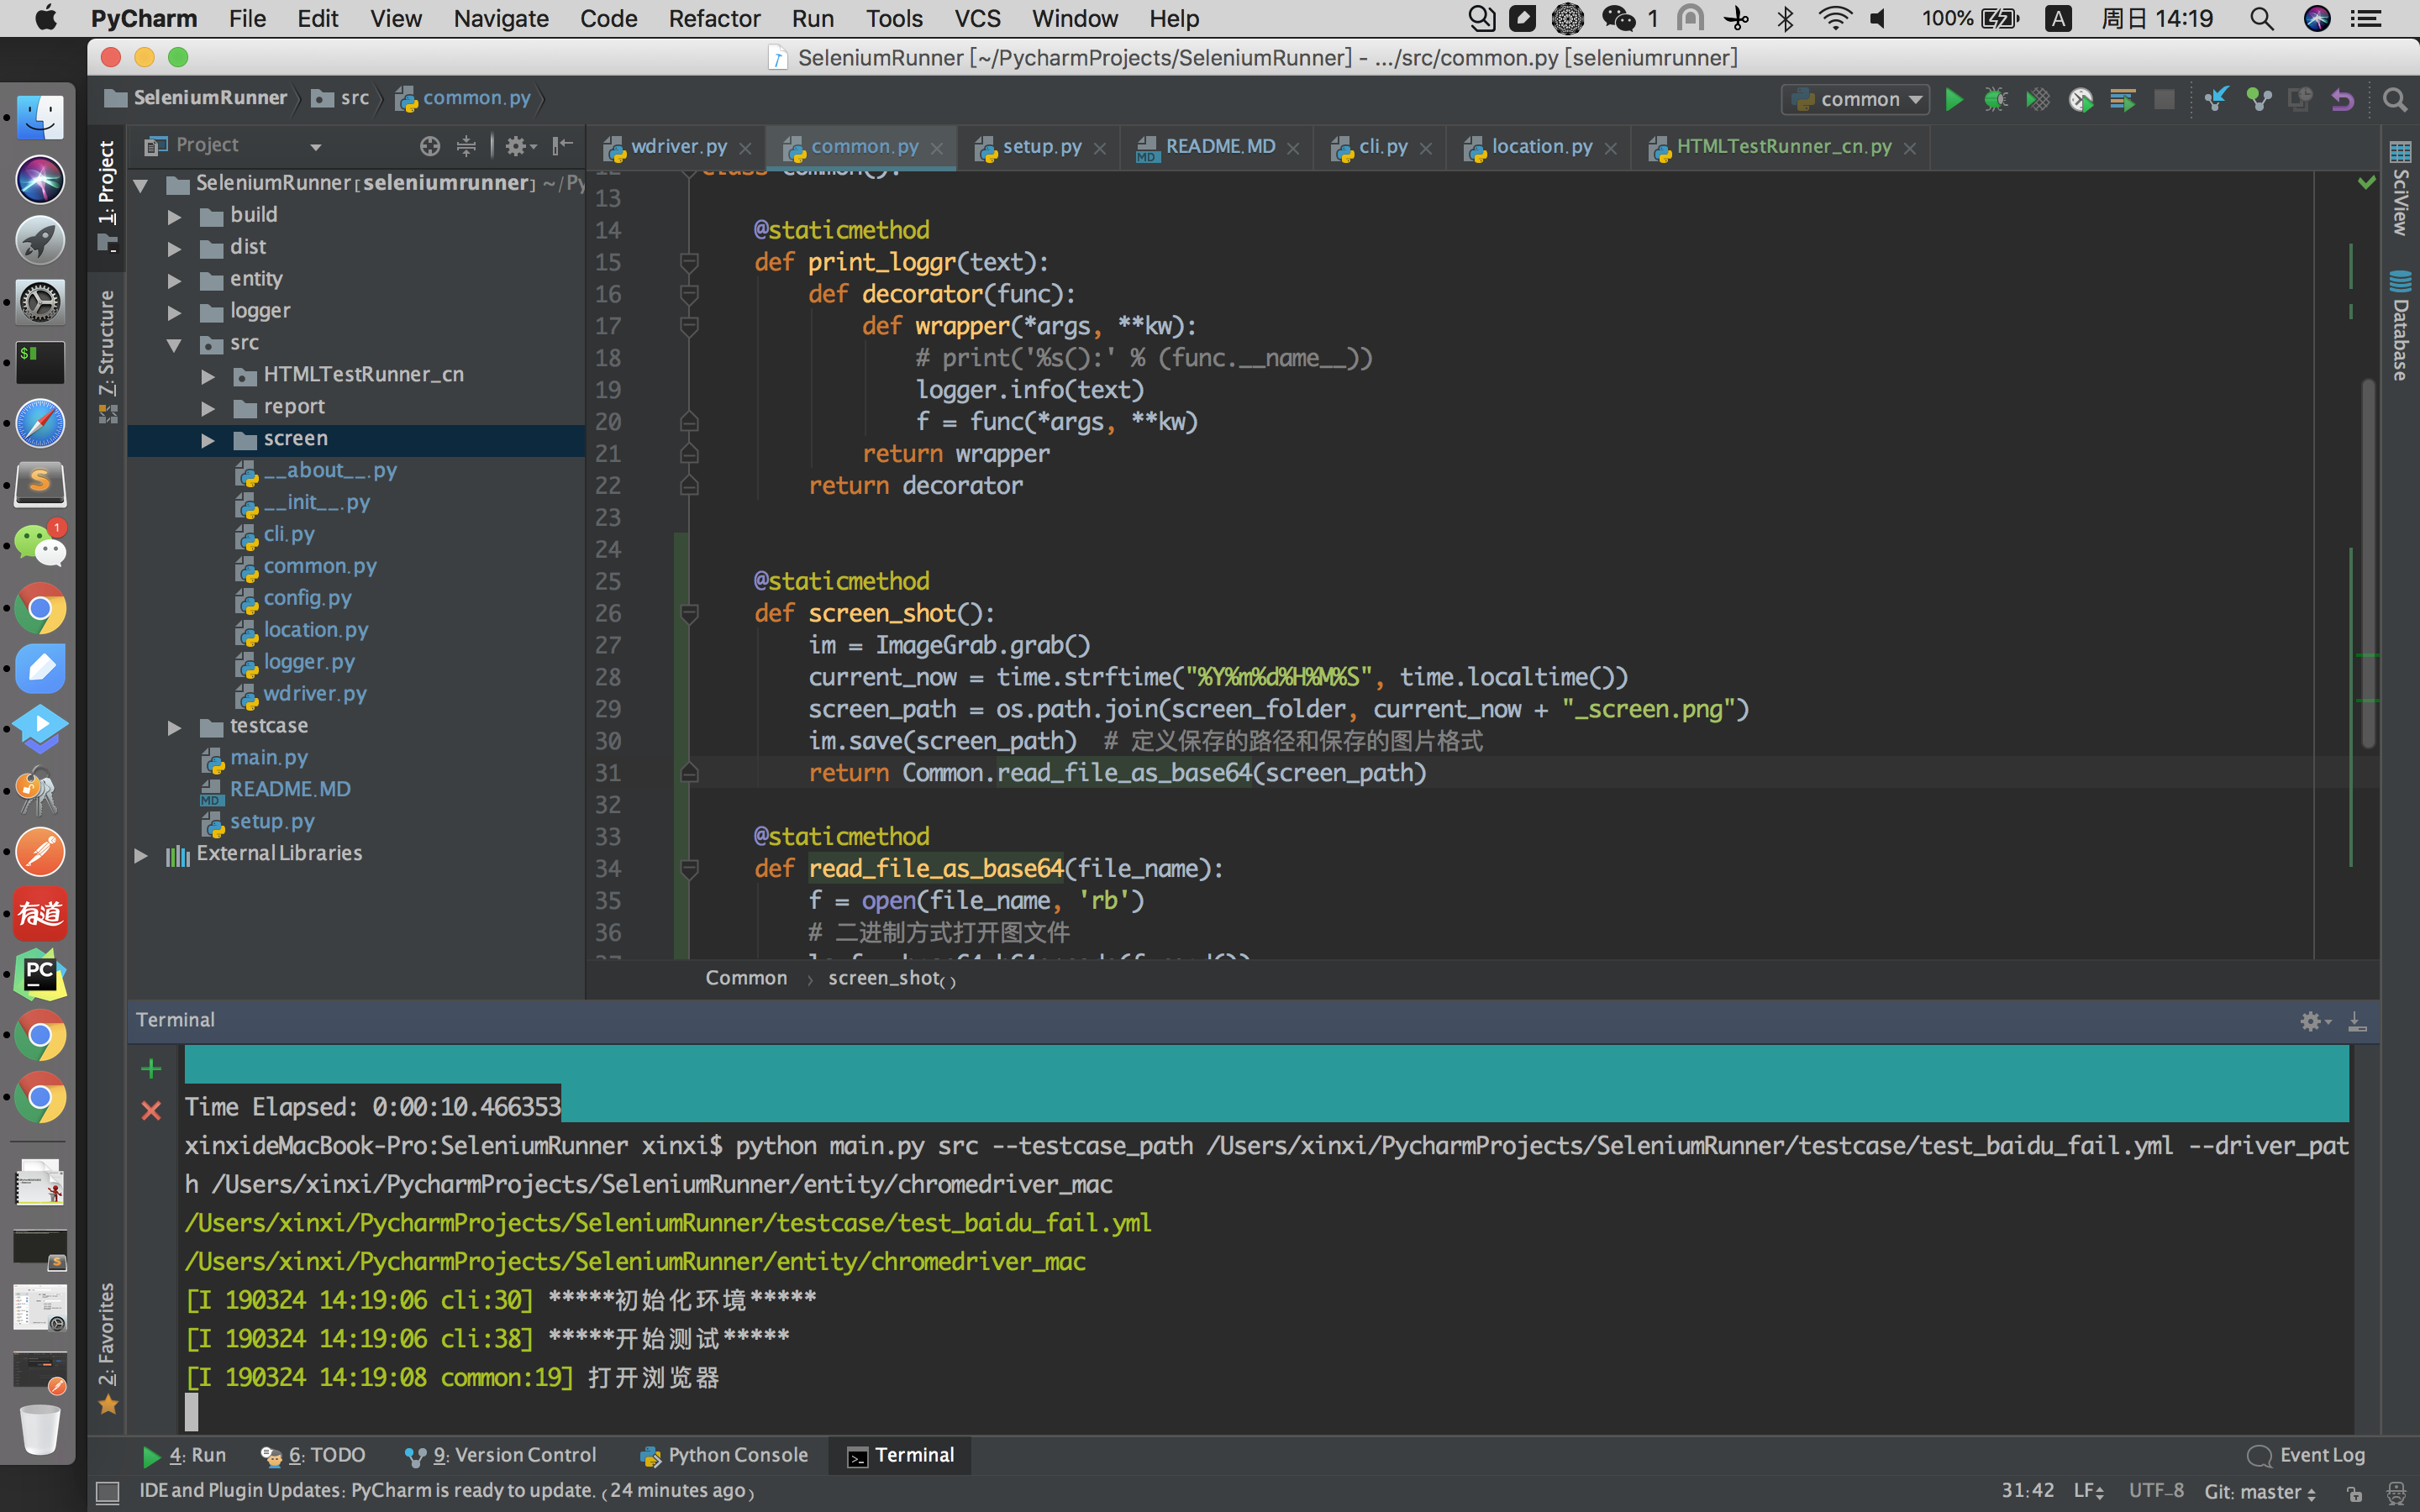 PyCharm File Edit View Navigate Code Refactor Run Tools VCS Window Help 1 100% A 周日 14:19
SeleniumRunner [~/PycharmProjects/SeleniumRunner] - .../src/common.py [seleniumrunner]
SeleniumRunner src common.py common
Project
wdriver.py common.py setup.py README.MD cli.py location.py HTMLTestRunner_cn.py
1: Project
7: Structure
2: Favorites
SciView
Database
SeleniumRunner [seleniumrunner] ~/Py
build
dist
entity
logger
src
HTMLTestRunner_cn
report
screen
__about__.py
__init__.py
cli.py
common.py
config.py
location.py
logger.py
wdriver.py
testcase
main.py
README.MD
setup.py
External Libraries
12 class Common():
13
14 @staticmethod
15 def print_loggr(text):
16 def decorator(func):
17 def wrapper(*args, **kw):
18 # print('%s():' % (func.__name__))
19 logger.info(text)
20 f = func(*args, **kw)
21 return wrapper
22 return decorator
23
24
25 @staticmethod
26 def screen_shot():
27 im = ImageGrab.grab()
28 current_now = time.strftime("%Y%m%d%H%M%S", time.localtime())
29 screen_path = os.path.join(screen_folder, current_now + "_screen.png")
30 im.save(screen_path) # 定义保存的路径和保存的图片格式
31 return Common.read_file_as_base64(screen_path)
32
33 @staticmethod
34 def read_file_as_base64(file_name):
35 f = open(file_name, 'rb')
36 # 二进制方式打开图文件
Common › screen_shot()
Terminal
Time Elapsed: 0:00:10.466353
xinxideMacBook-Pro:SeleniumRunner xinxi$ python main.py src --testcase_path /Users/xinxi/PycharmProjects/SeleniumRunner/testcase/test_baidu_fail.yml --driver_pat
h /Users/xinxi/PycharmProjects/SeleniumRunner/entity/chromedriver_mac
/Users/xinxi/PycharmProjects/SeleniumRunner/testcase/test_baidu_fail.yml
/Users/xinxi/PycharmProjects/SeleniumRunner/entity/chromedriver_mac
[I 190324 14:19:06 cli:30] *****初始化环境*****
[I 190324 14:19:06 cli:38] *****开始测试*****
[I 190324 14:19:08 common:19] 打开浏览器
4: Run 6: TODO 9: Version Control Python Console Terminal Event Log
IDE and Plugin Updates: PyCharm is ready to update. (24 minutes ago) 31:42 LF UTF-8 Git: master
有道
PC